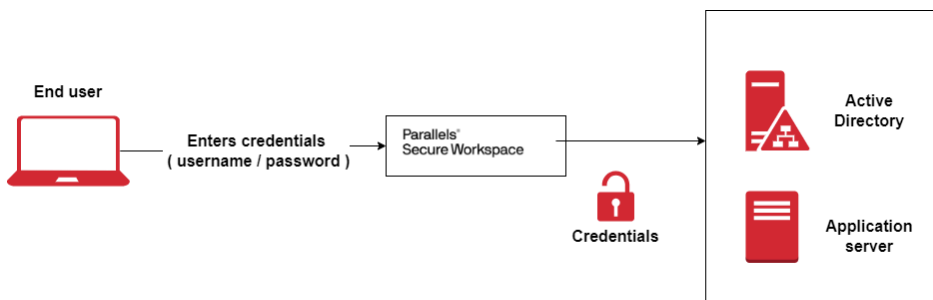 End user
Enters credentials
( username / password )
Parallels®
Secure Workspace
Credentials
Active
Directory
Application
server